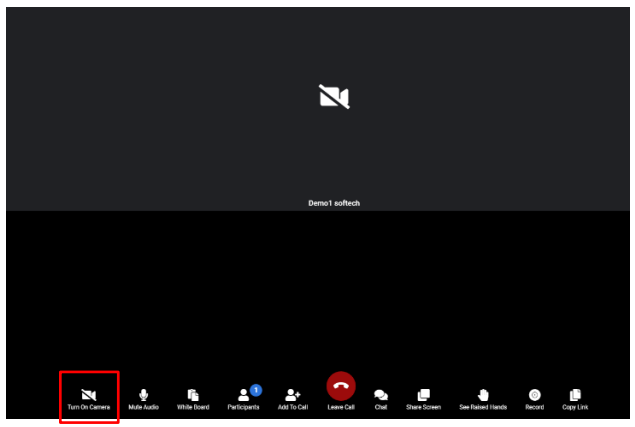 Demo1 softech
1
Turn On Camera Mute Audio White Board Participants Add To Call Leave Call Chat Share Screen See Raised Hands Record Copy Link